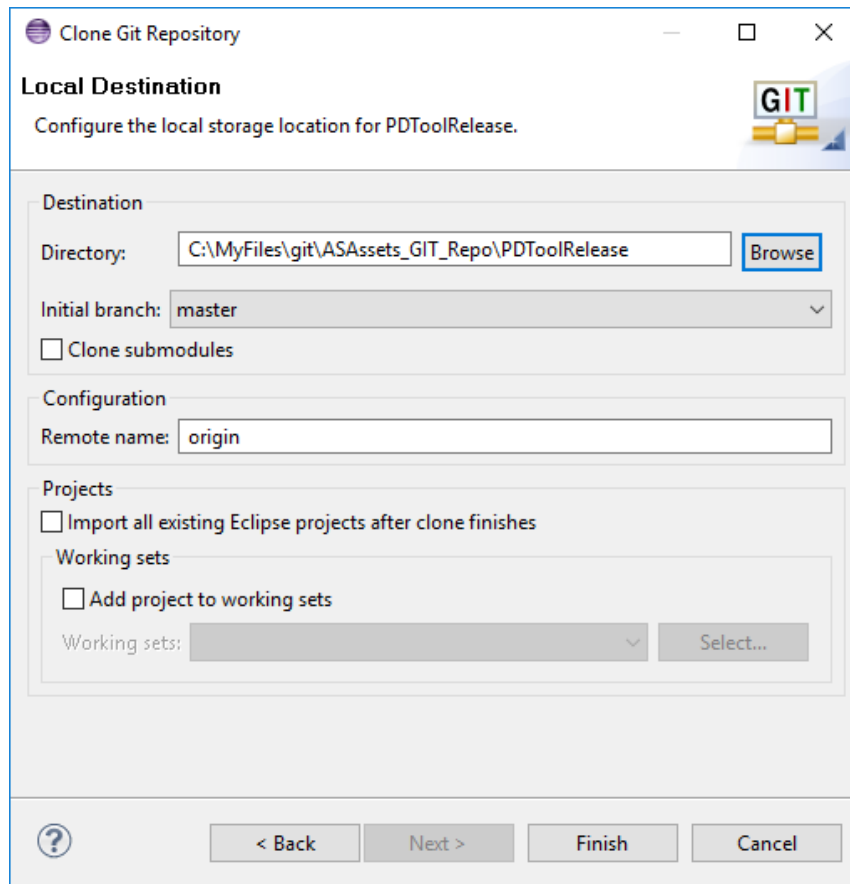 Clone Git Repository
Local Destination
Configure the local storage location for PDToolRelease.
GIT
Destination
Directory: C:\MyFiles\git\ASAssets_GIT_Repo\PDToolRelease Browse
Initial branch: master
Clone submodules
Configuration
Remote name: origin
Projects
Import all existing Eclipse projects after clone finishes
Working sets
Add project to working sets
Working sets: Select...
? < Back Next > Finish Cancel